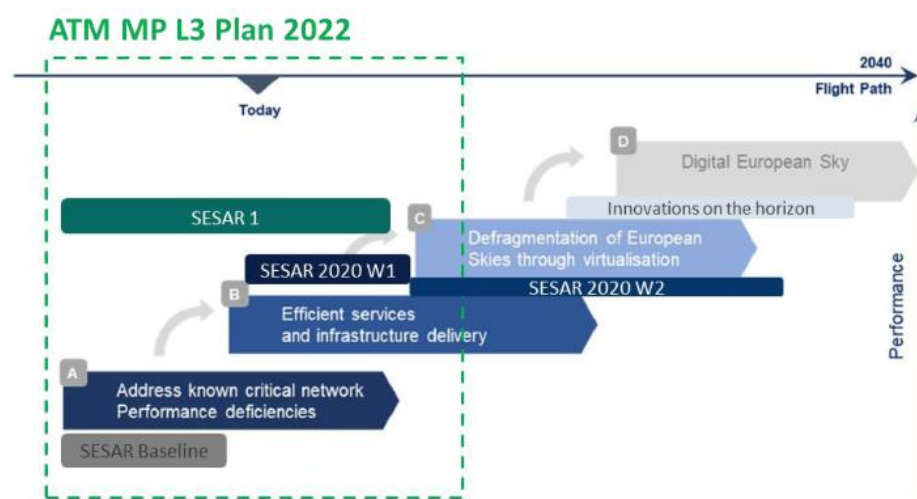 ATM MP L3 Plan 2022
2040
Flight Path
Today
D
Digital European Sky
Innovations on the horizon
SESAR 1
C
Defragmentation of European
Skies through virtualisation
SESAR 2020 W1
SESAR 2020 W2
B
Efficient services
and infrastructure delivery
Performance
A
Address known critical network
Performance deficiencies
SESAR Baseline